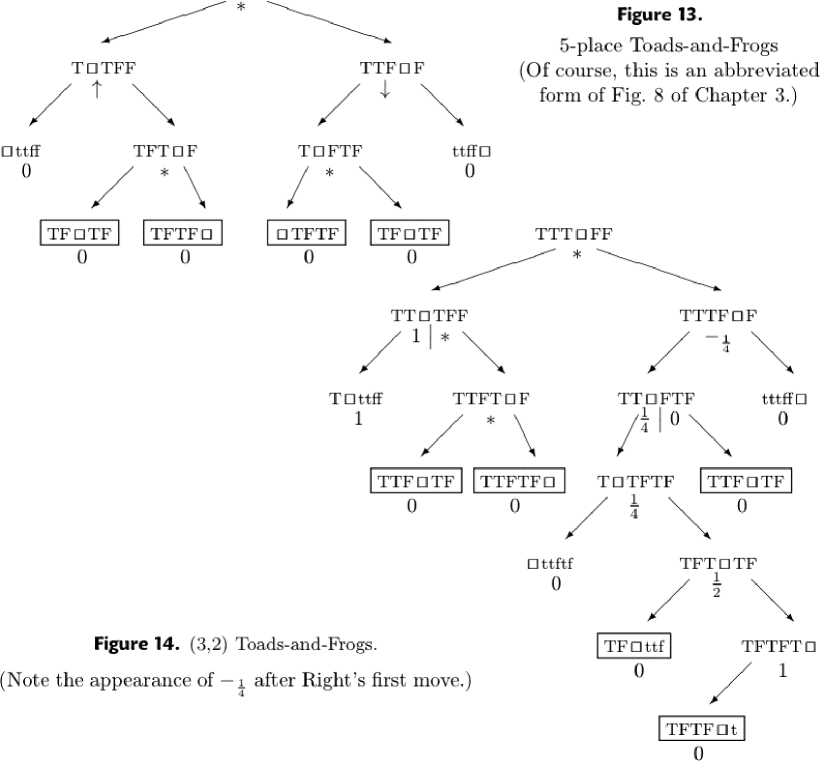 *
Figure 13.
5-place Toads-and-Frogs
(Of course, this is an abbreviated
form of Fig. 8 of Chapter 3.)
T□TFF
↑
TTF□F
↓
□ttff
0
TFT□F
*
T□FTF
*
ttff□
0
TF□TF
0
TFTF□
0
□TFTF
0
TF□TF
0
TTT□FF
*
TT□TFF
1 | *
TTTF□F
−¼
T□ttff
1
TTFT□F
*
TT□FTF
¼ | 0
tttff□
0
TTF□TF
0
TTFTF□
0
T□TFTF
¼
TTF□TF
0
□ttftf
0
TFT□TF
½
TF□ttf
0
TFTFT□
1
TFTF□t
0
Figure 14. (3,2) Toads-and-Frogs.
(Note the appearance of −¼ after Right's first move.)